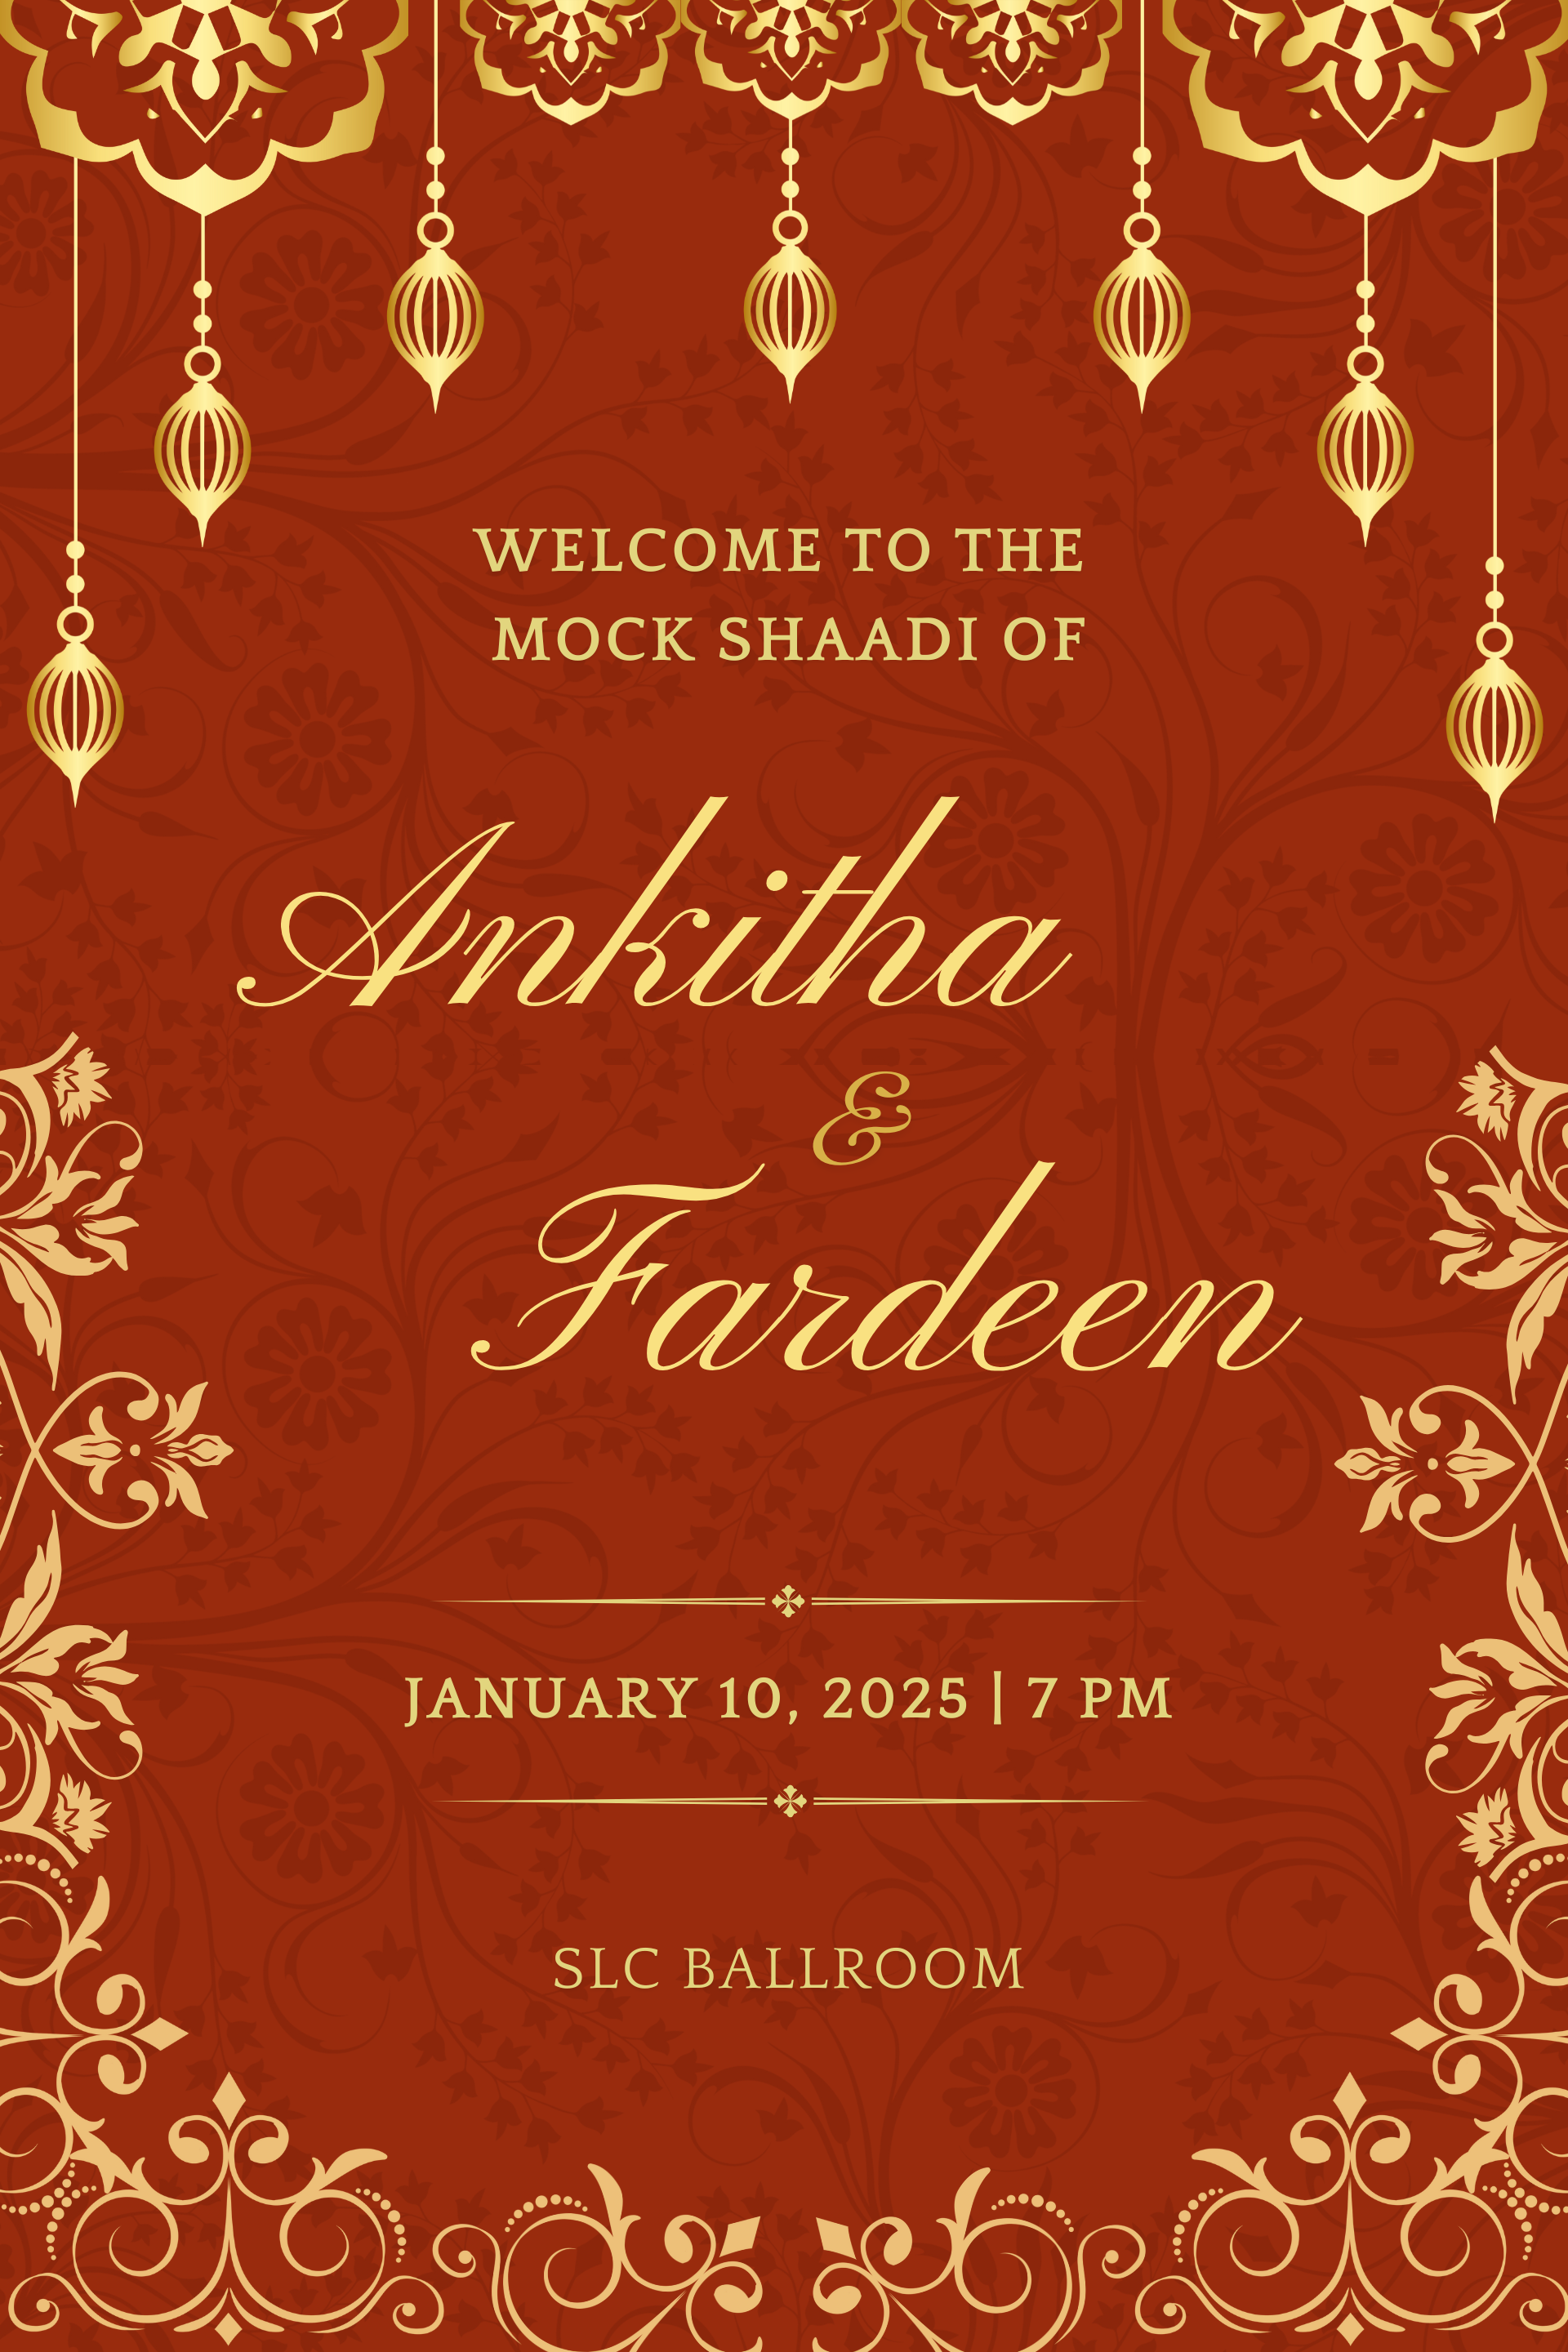 WELCOME TO THE
MOCK SHAADI OF
Ankitha
&
Fardeen
JANUARY 10, 2025 | 7 PM
SLC BALLROOM